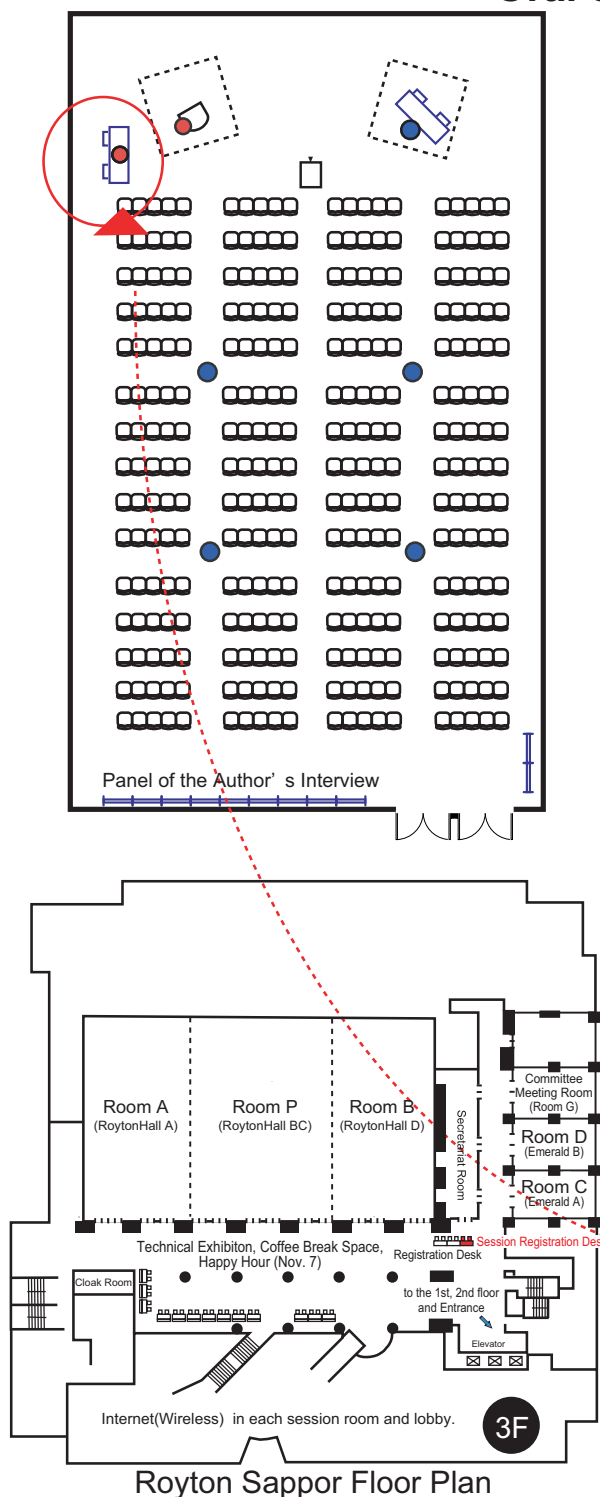 Panel of the Author' s Interview
Room A
(RoytonHall A)
Room P
(RoytonHall BC)
Room B
(RoytonHall D)
Secretariat Room
Committee
Meeting Room
(Room G)
Room D
(Emerald B)
Room C
(Emerald A)
Session Registration Des
Registration Desk
Technical Exhibiton, Coffee Break Space,
Happy Hour (Nov. 7)
Cloak Room
to the 1st, 2nd floor
and Entrance
Elevator
Internet(Wireless) in each session room and lobby.
3F
Royton Sappor Floor Plan